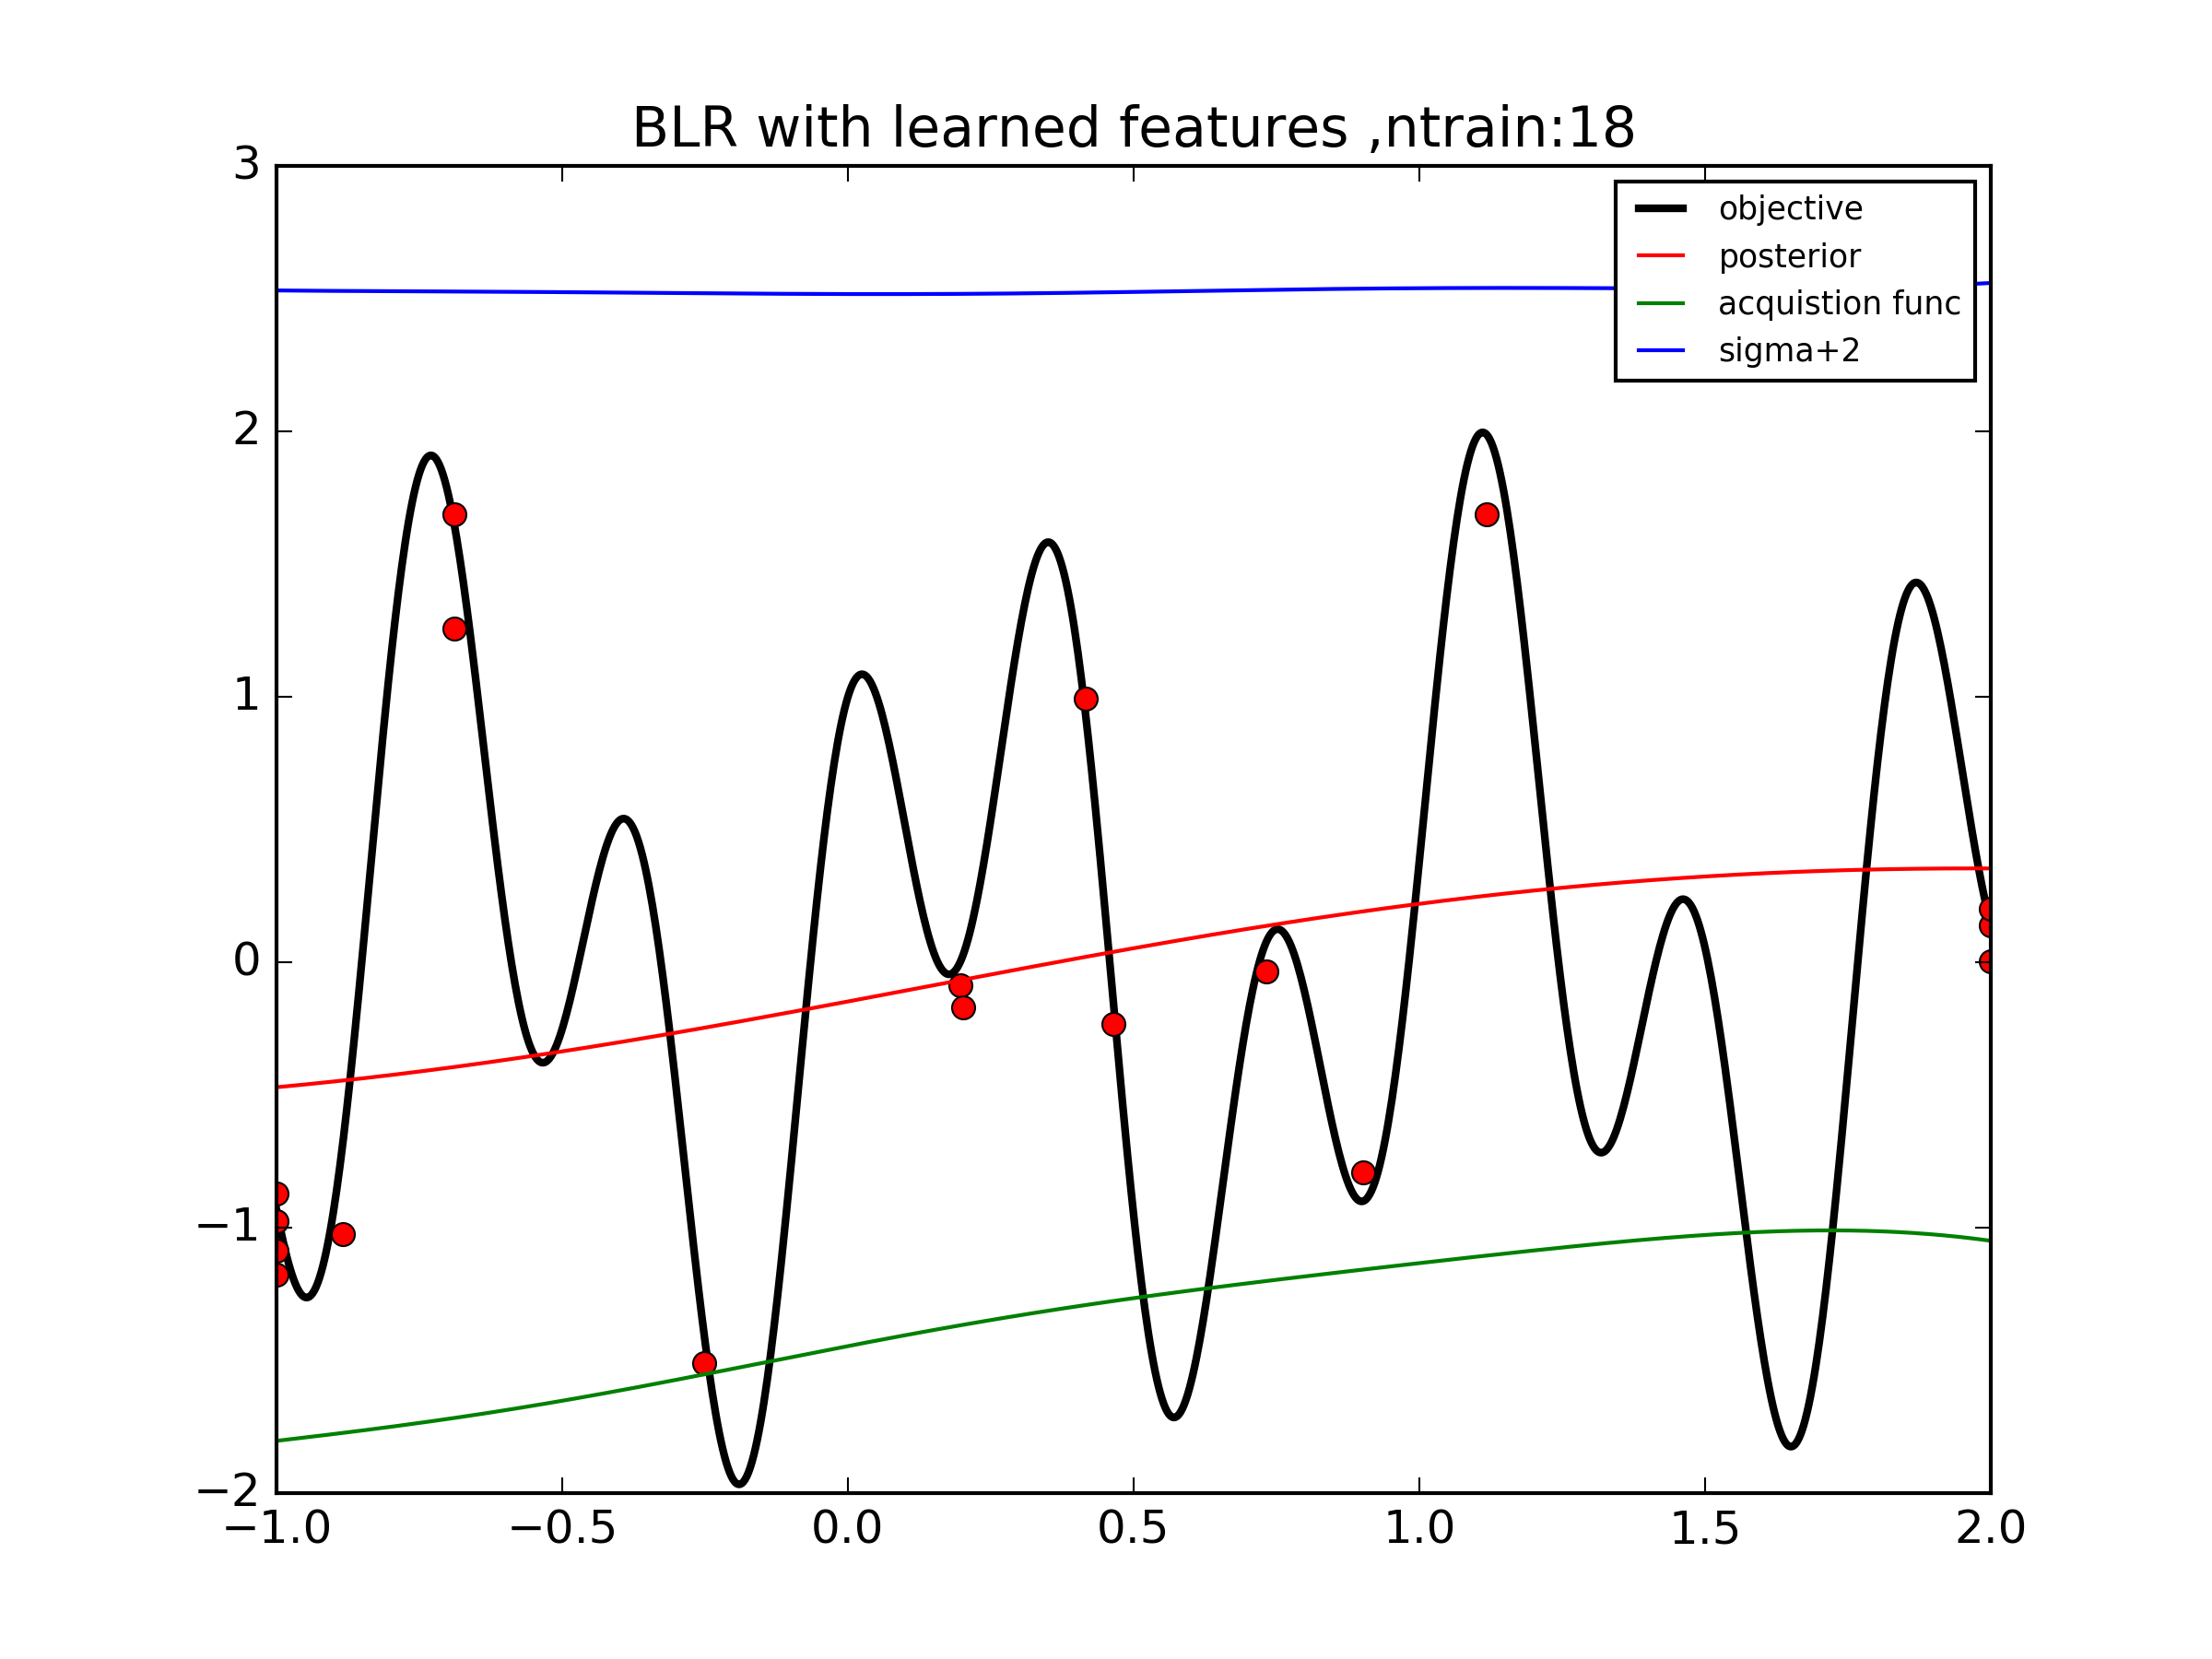 BLR with learned features ,ntrain:18
3
2
1
0
−1
−2
−1.0 −0.5 0.0 0.5 1.0 1.5 2.0
objective
posterior
acquistion func
sigma+2